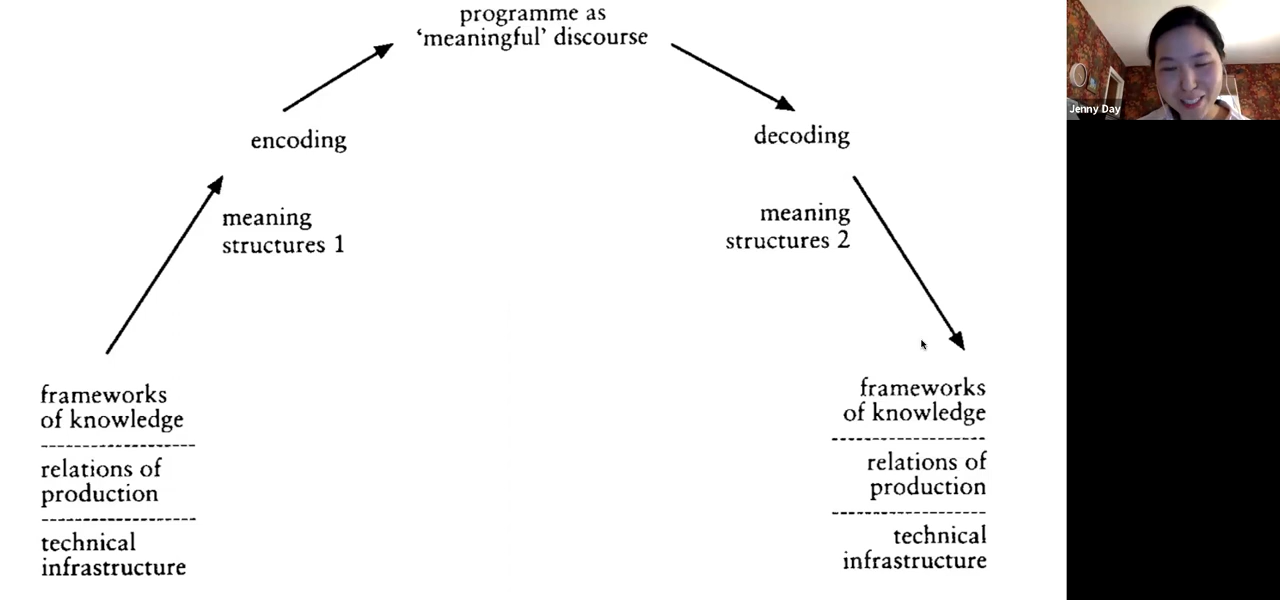 programme as
‘meaningful’ discourse
encoding
decoding
meaning
structures 1
meaning
structures 2
frameworks
of knowledge
relations of
production
technical
infrastructure
frameworks
of knowledge
relations of
production
technical
infrastructure
Jenny Day